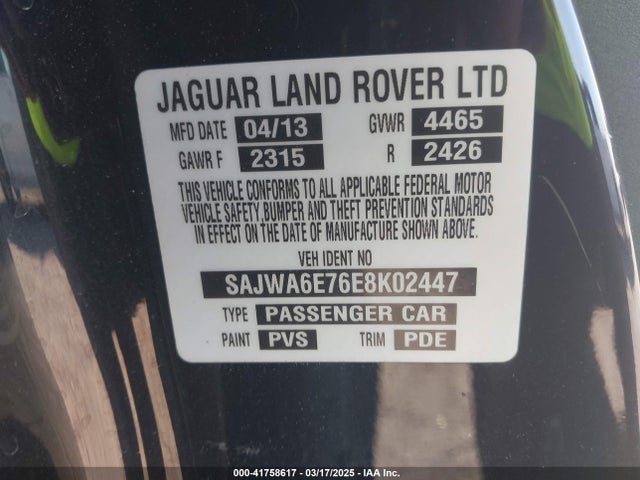 JAGUAR LAND ROVER LTD
MFD DATE 04/13 GVWR 4465
GAWR F 2315 R 2426
THIS VEHICLE CONFORMS TO ALL APPLICABLE FEDERAL MOTOR
VEHICLE SAFETY, BUMPER AND THEFT PREVENTION STANDARDS
IN EFFECT ON THE DATE OF MANUFACTURE SHOWN ABOVE.
VEH IDENT NO
SAJWA6E76E8K02447
TYPE PASSENGER CAR
PAINT PVS TRIM PDE
000-41758617 | 03/17/2025 | IAA Inc.